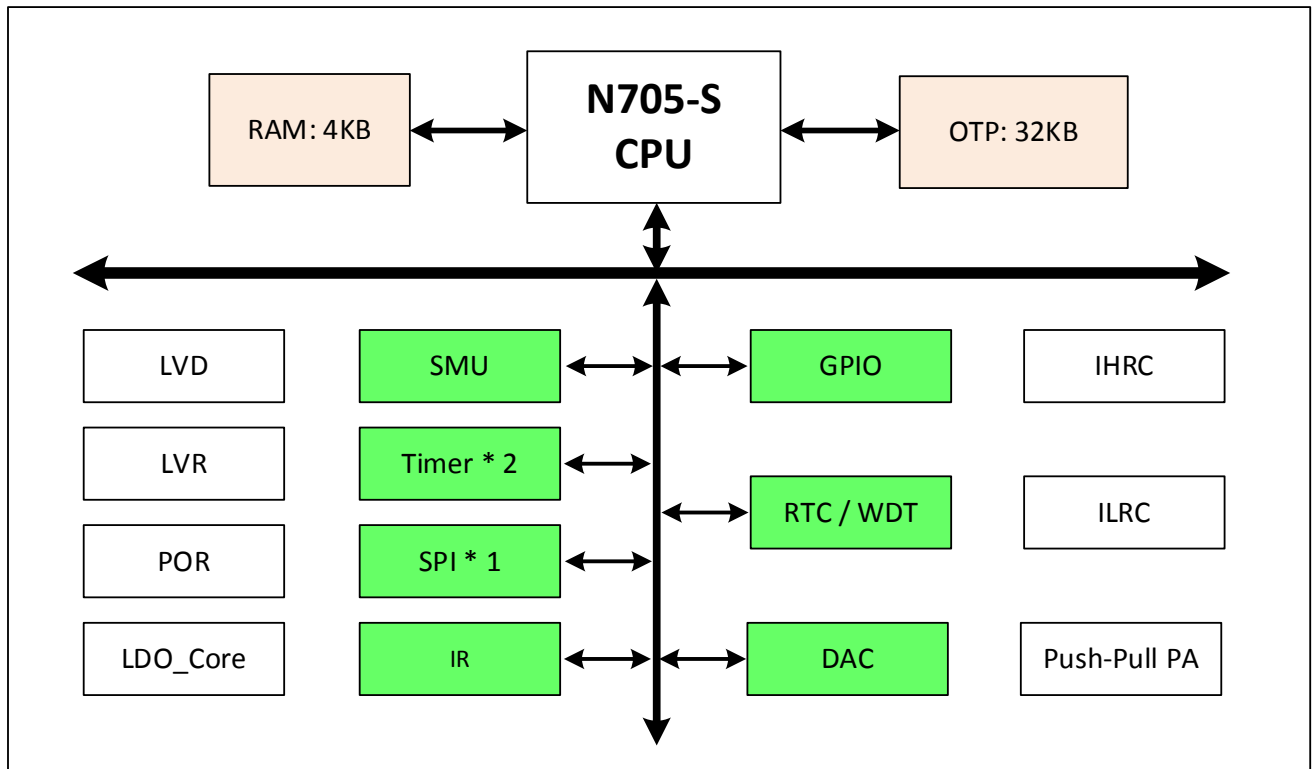 RAM: 4KB
N705-S
CPU
OTP: 32KB
LVD
SMU
GPIO
IHRC
LVR
Timer * 2
RTC / WDT
ILRC
POR
SPI * 1
LDO_Core
IR
DAC
Push-Pull PA